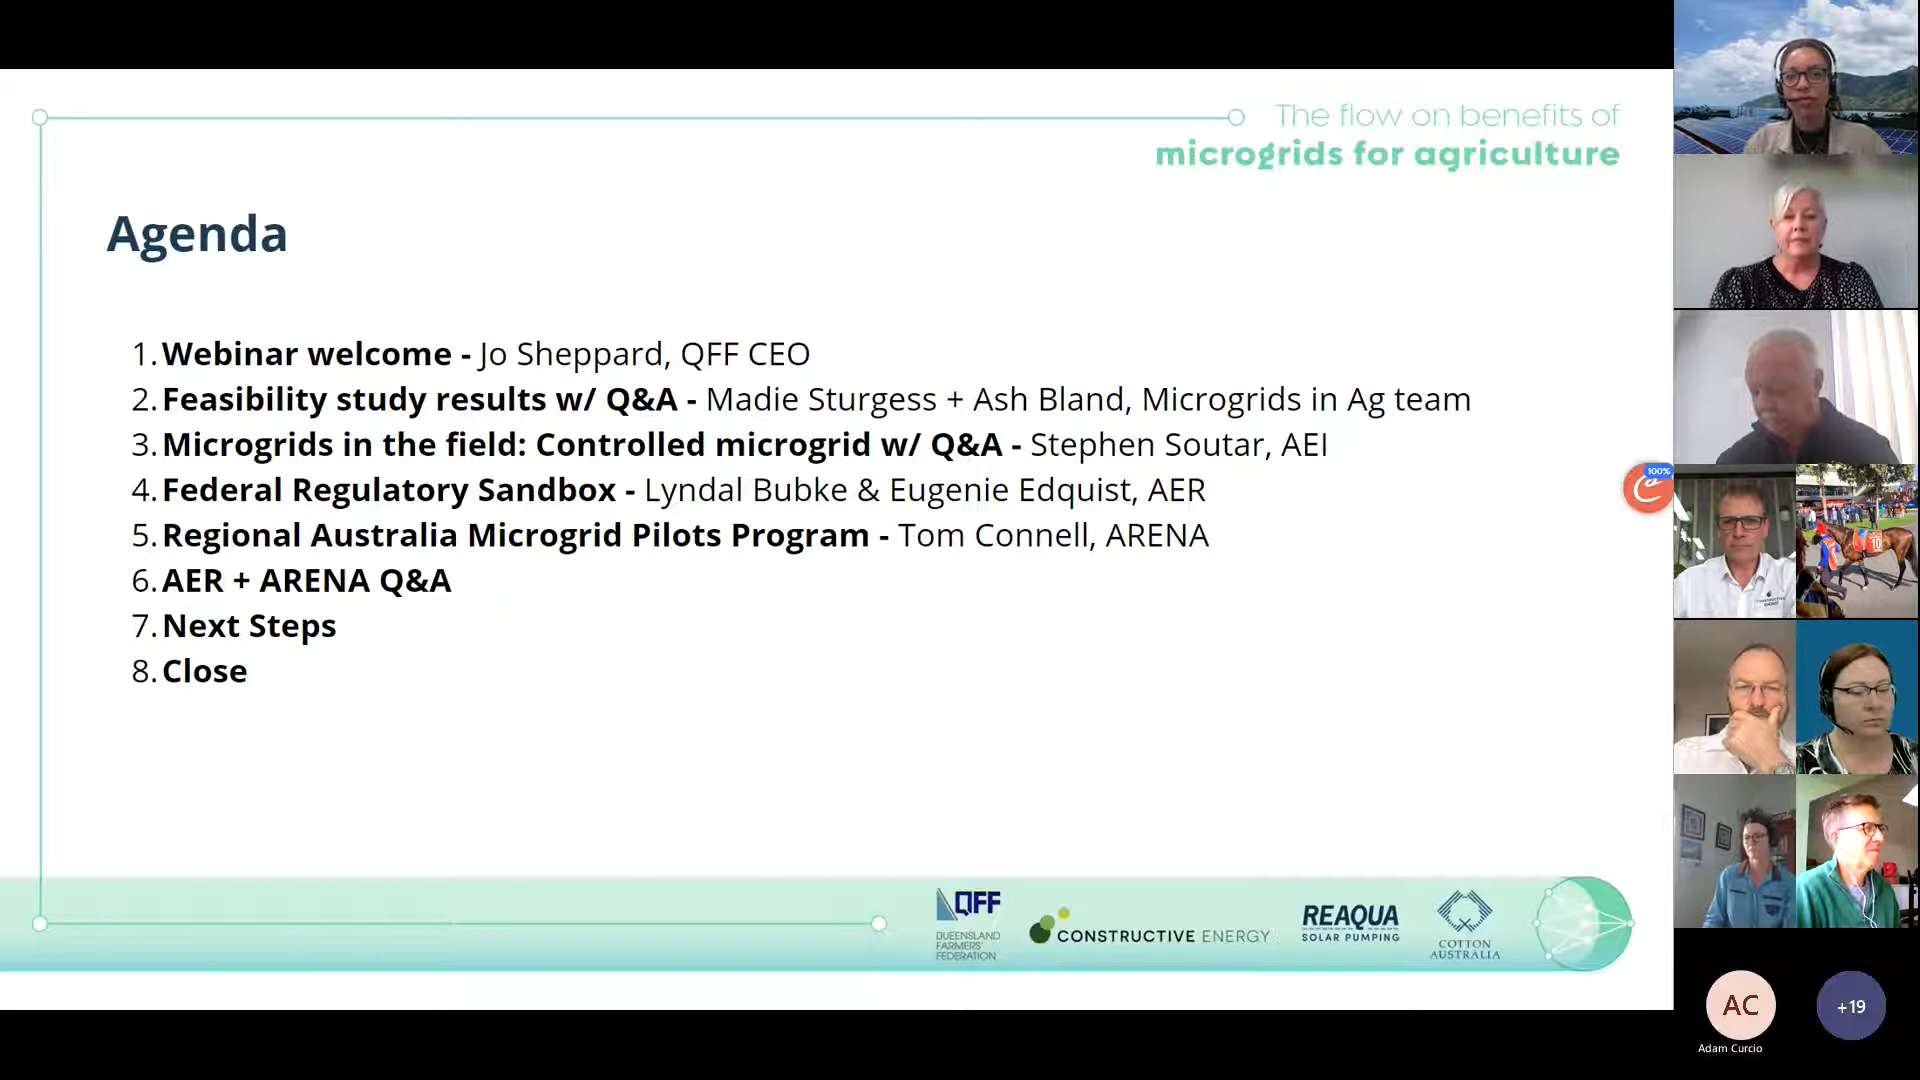 The flow on benefits of
microgrids for agriculture
Agenda
1. Webinar welcome - Jo Sheppard, QFF CEO
2. Feasibility study results w/ Q&A - Madie Sturgess + Ash Bland, Microgrids in Ag team
3. Microgrids in the field: Controlled microgrid w/ Q&A - Stephen Soutar, AEI
4. Federal Regulatory Sandbox - Lyndal Bubke & Eugenie Edquist, AER
5. Regional Australia Microgrid Pilots Program - Tom Connell, ARENA
6. AER + ARENA Q&A
7. Next Steps
8. Close
100%
10
QFF
QUEENSLAND
FARMERS'
FEDERATION
CONSTRUCTIVE ENERGY
REAQUA
SOLAR PUMPING
COTTON
AUSTRALIA
AC
Adam Curcio
+19